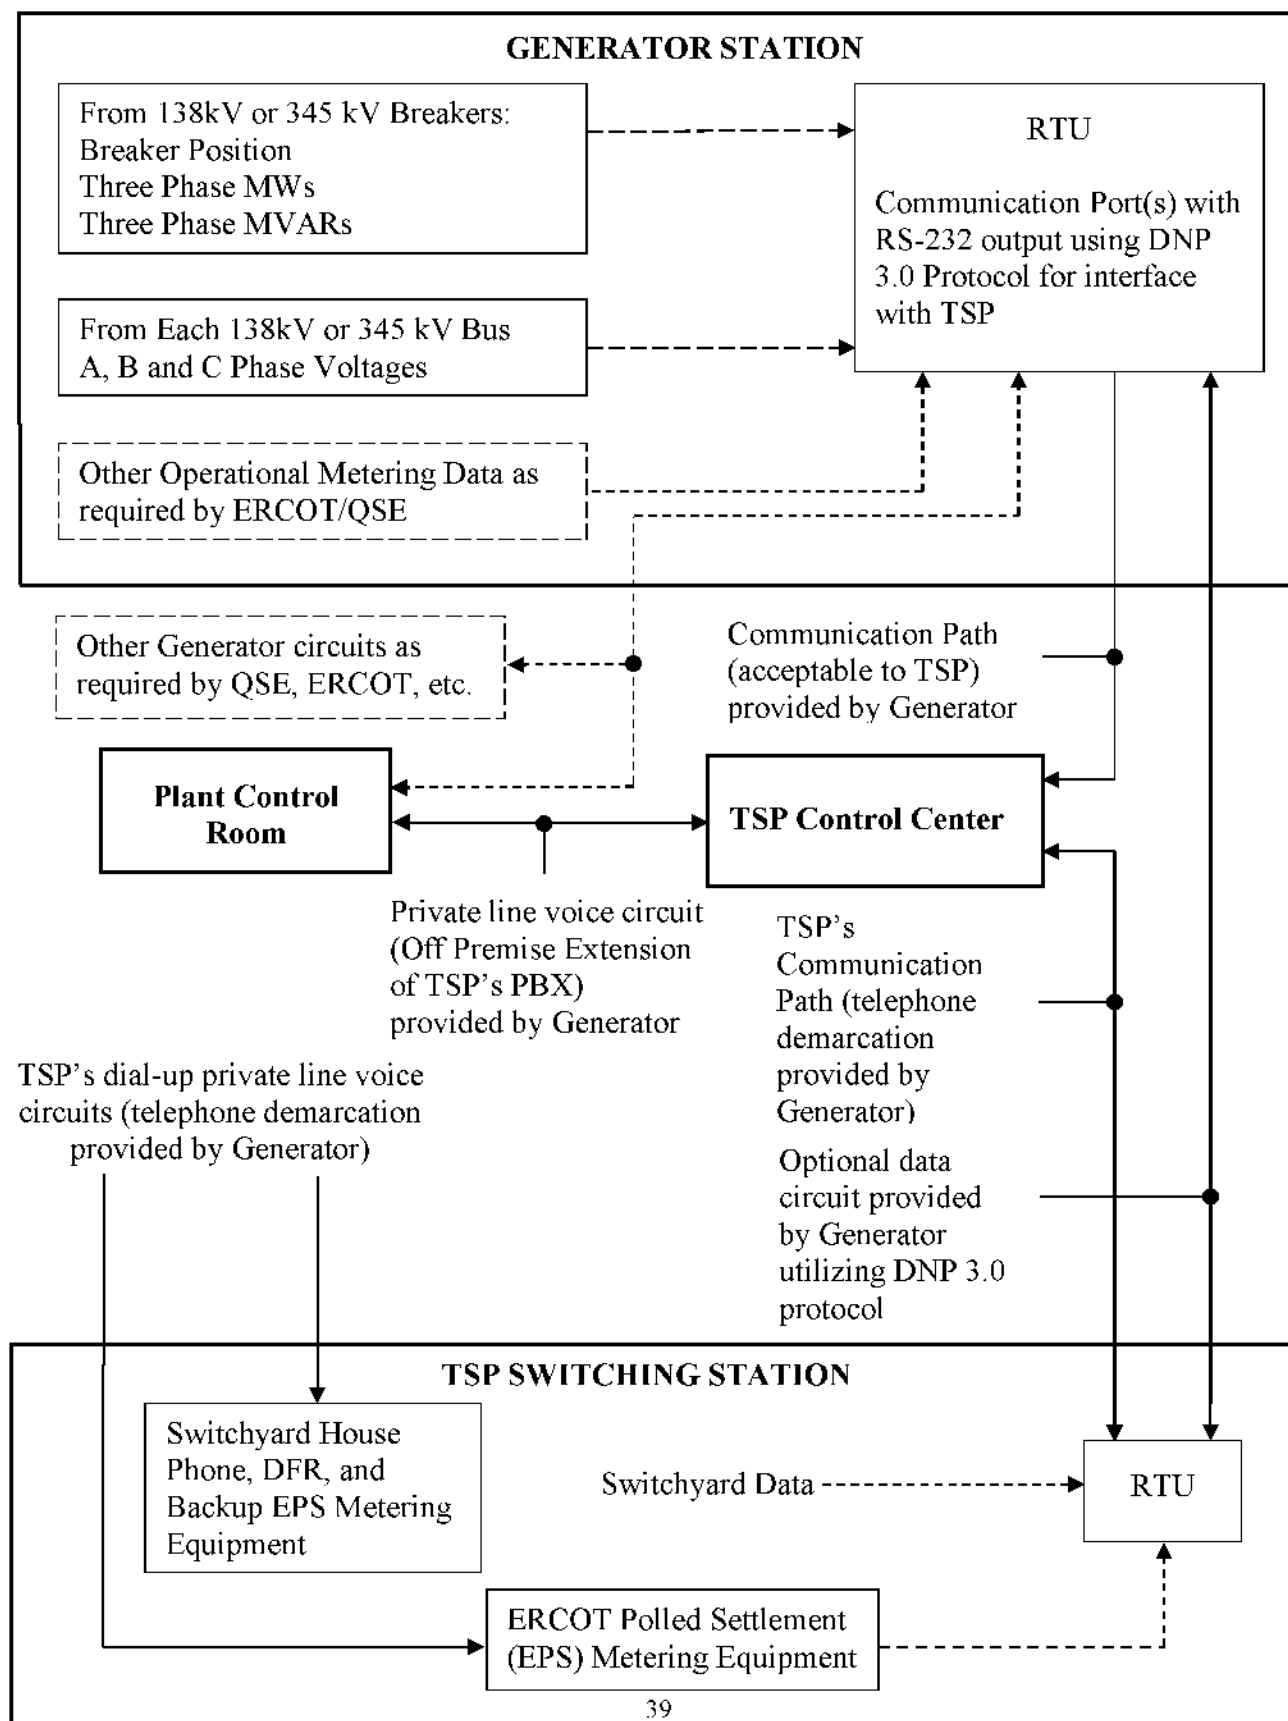 GENERATOR STATION
From 138kV or 345 kV Breakers:
Breaker Position
Three Phase MWs
Three Phase MVARs
RTU
Communication Port(s) with
RS-232 output using DNP
3.0 Protocol for interface
with TSP
From Each 138kV or 345 kV Bus
A, B and C Phase Voltages
Other Operational Metering Data as
required by ERCOT/QSE
Other Generator circuits as
required by QSE, ERCOT, etc.
Communication Path
(acceptable to TSP)
provided by Generator
Plant Control
Room
TSP Control Center
Private line voice circuit
(Off Premise Extension
of TSP's PBX)
provided by Generator
TSP's
Communication
Path (telephone
demarcation
provided by
Generator)
TSP's dial-up private line voice
circuits (telephone demarcation
provided by Generator)
Optional data
circuit provided
by Generator
utilizing DNP 3.0
protocol
TSP SWITCHING STATION
Switchyard House
Phone, DFR, and
Backup EPS Metering
Equipment
Switchyard Data
RTU
ERCOT Polled Settlement
(EPS) Metering Equipment
39